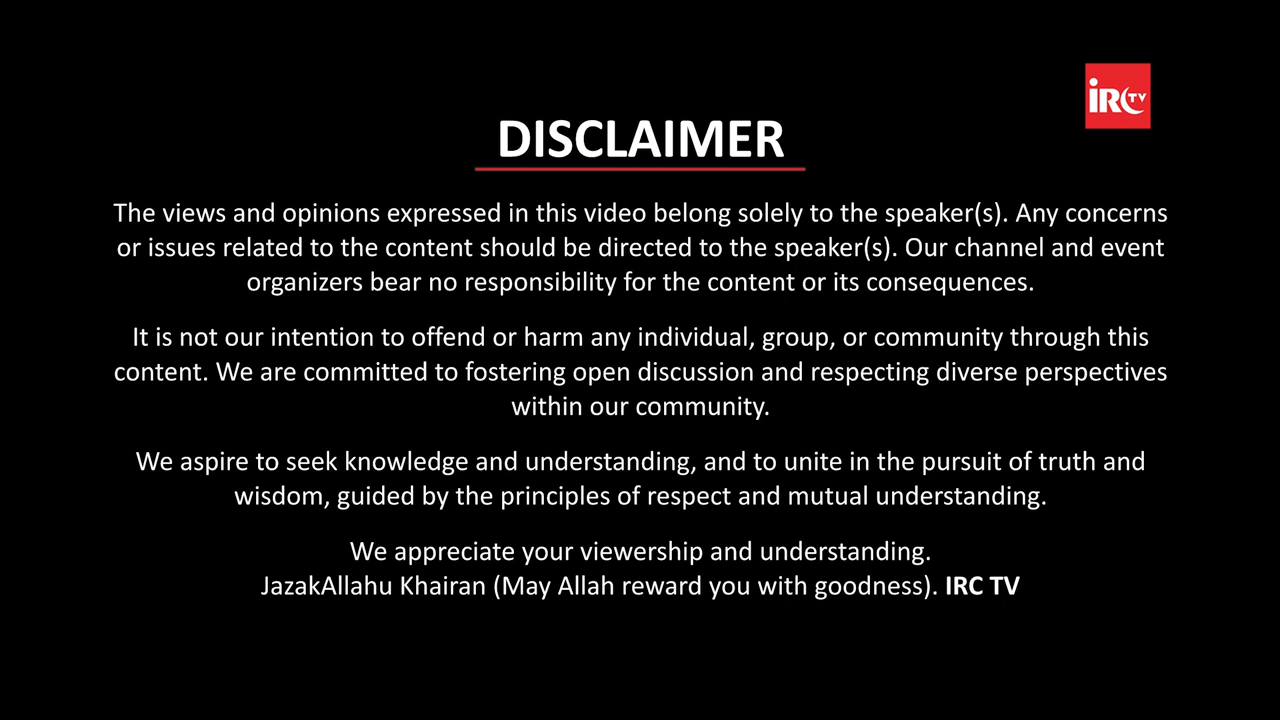 iRC TV
DISCLAIMER
The views and opinions expressed in this video belong solely to the speaker(s). Any concerns
or issues related to the content should be directed to the speaker(s). Our channel and event
organizers bear no responsibility for the content or its consequences.
It is not our intention to offend or harm any individual, group, or community through this
content. We are committed to fostering open discussion and respecting diverse perspectives
within our community.
We aspire to seek knowledge and understanding, and to unite in the pursuit of truth and
wisdom, guided by the principles of respect and mutual understanding.
We appreciate your viewership and understanding.
JazakAllahu Khairan (May Allah reward you with goodness). IRC TV